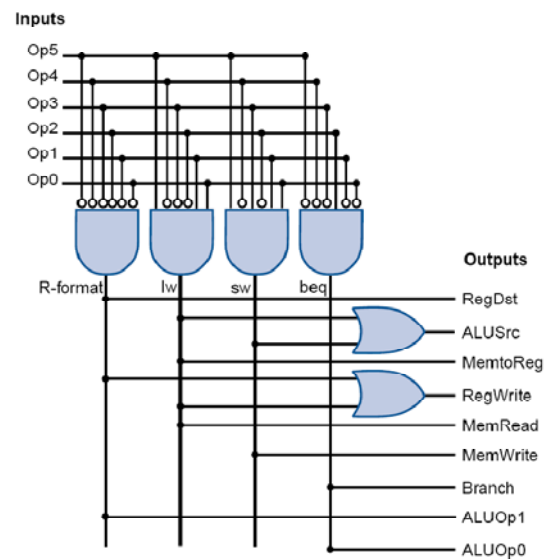 Inputs
Op5
Op4
Op3
Op2
Op1
Op0
R-format
lw
sw
beq
Outputs
RegDst
ALUSrc
MemtoReg
RegWrite
MemRead
MemWrite
Branch
ALUOp1
ALUOp0